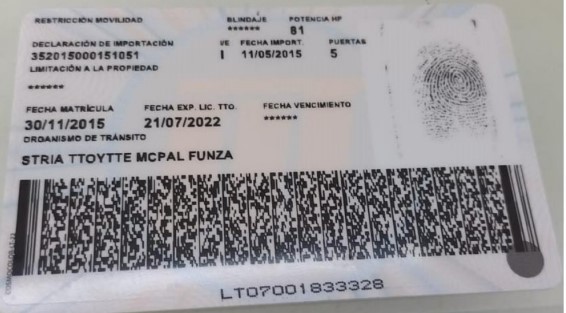 RESTRICCIÓN MOVILIDAD BLINDAJE POTENCIA HP
****** ****** 81
DECLARACIÓN DE IMPORTACIÓN I/E FECHA IMPORT. PUERTAS
352015000151051 I 11/05/2015 5
LIMITACIÓN A LA PROPIEDAD
******
FECHA MATRÍCULA FECHA EXP. LIC. TTO. FECHA VENCIMIENTO
30/11/2015 21/07/2022 ******
ORGANISMO DE TRÁNSITO
STRIA TTOYTTE MCPAL FUNZA
LT07001833328